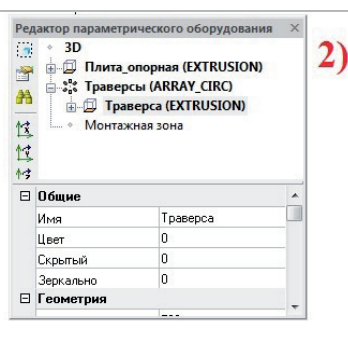 Редактор параметрического оборудования
2)
3D
Плита_опорная (EXTRUSION)
Траверсы (ARRAY_CIRC)
Траверса (EXTRUSION)
Монтажная зона
Общие
Имя Траверса
Цвет 0
Скрытый 0
Зеркально 0
Геометрия